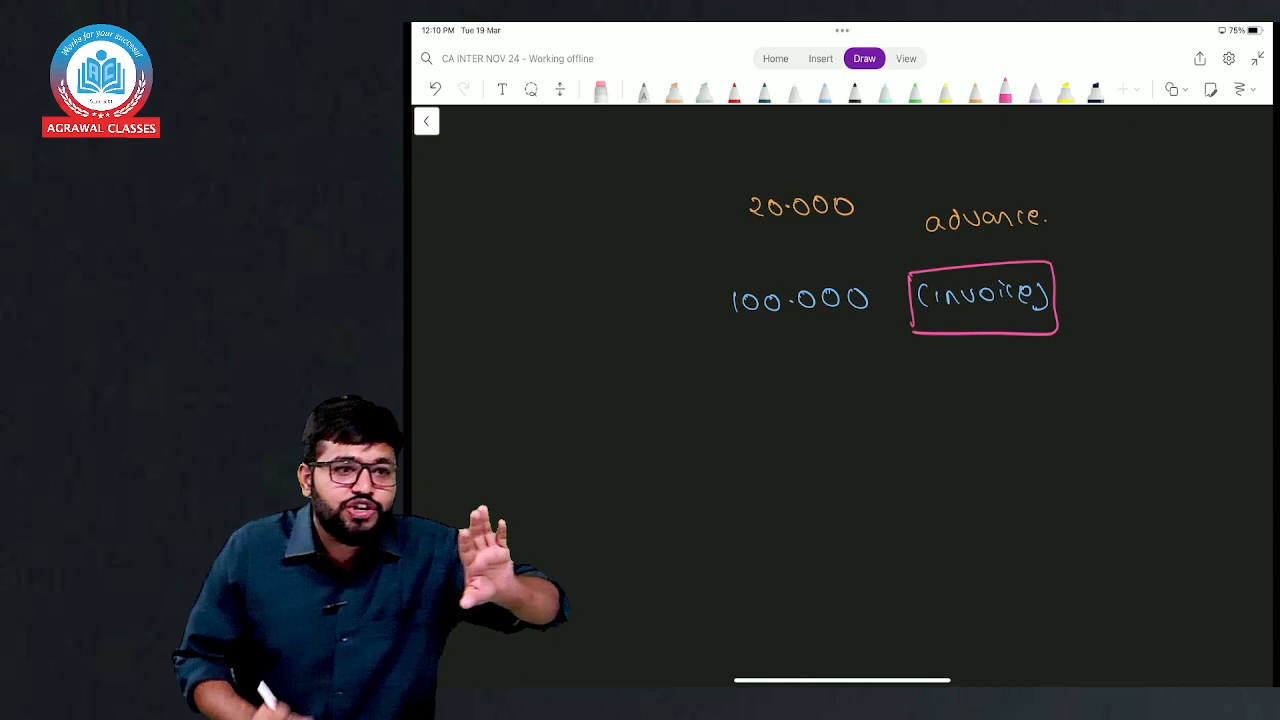 Works for your success!
AC
AGRAWAL CLASSES
12:10 PM Tue 19 Mar
75%
CA INTER NOV 24 - Working offline
Home Insert Draw View
20.000 advance.
100.000 (invoice)